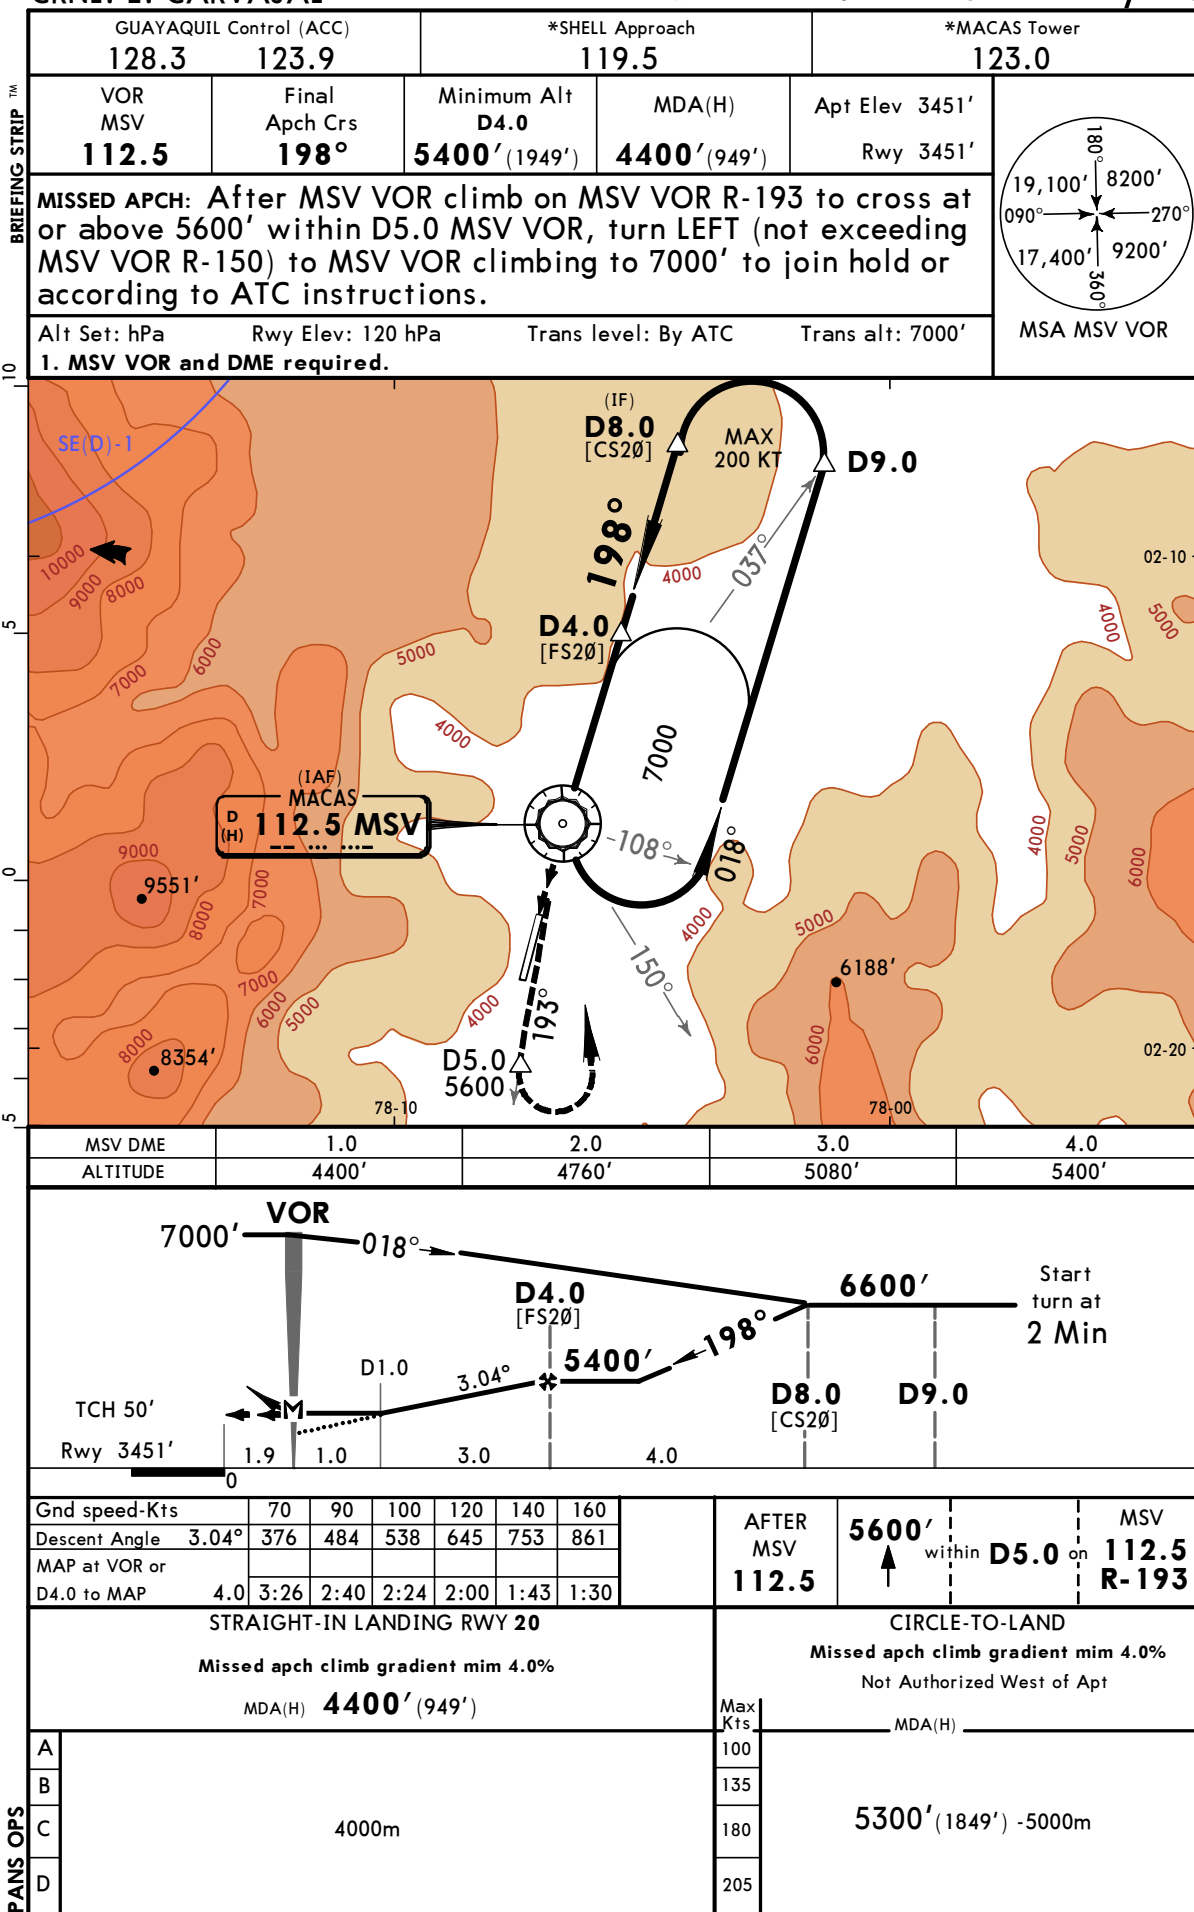 GUAYAQUIL Control (ACC)
128.3 123.9
*SHELL Approach
119.5
*MACAS Tower
123.0
BRIEFING STRIP TM
VOR
MSV
112.5
Final
Apch Crs
198°
Minimum Alt
D4.0
5400'(1949')
MDA(H)
4400'(949')
Apt Elev 3451'
Rwy 3451'
MISSED APCH: After MSV VOR climb on MSV VOR R-193 to cross at
or above 5600' within D5.0 MSV VOR, turn LEFT (not exceeding
MSV VOR R-150) to MSV VOR climbing to 7000' to join hold or
according to ATC instructions.
Alt Set: hPa Rwy Elev: 120 hPa Trans level: By ATC Trans alt: 7000'
1. MSV VOR and DME required.
180°
19,100' 8200'
090° 270°
17,400' 9200'
360°
MSA MSV VOR
10
5
0
5
SE(D)-1
(IF)
D8.0
[CS2Ø]
MAX
200 KT
D9.0
198°
037°
4000
10000
9000
8000
02-10
4000
5000
D4.0
[FS2Ø]
5000
6000
7000
4000
7000
(IAF)
MACAS
D
(H)
112.5 MSV
108°
018°
9000
9551'
8000
7000
7000
6000
5000
4000
4000
150°
193°
5000
6188'
6000
4000
5000
6000
8000
8354'
D5.0
5600
78-10
78-00
02-20
MSV DME 1.0 2.0 3.0 4.0
ALTITUDE 4400' 4760' 5080' 5400'
VOR
7000'
018°
D4.0
[FS2Ø]
6600'
Start
turn at
2 Min
198°
5400'
3.04°
D1.0
D8.0
[CS2Ø]
D9.0
TCH 50'
M
Rwy 3451'
1.9 1.0 3.0 4.0
0
Gnd speed-Kts 70 90 100 120 140 160
Descent Angle 3.04° 376 484 538 645 753 861
MAP at VOR or
D4.0 to MAP 4.0 3:26 2:40 2:24 2:00 1:43 1:30
AFTER
MSV
112.5
5600'
within D5.0 on
MSV
112.5
R-193
STRAIGHT-IN LANDING RWY 20
Missed apch climb gradient mim 4.0%
MDA(H) 4400'(949')
CIRCLE-TO-LAND
Missed apch climb gradient mim 4.0%
Not Authorized West of Apt
Max
Kts
MDA(H)
A
B
C
D
4000m
100
135
180
205
5300'(1849') -5000m
PANS OPS